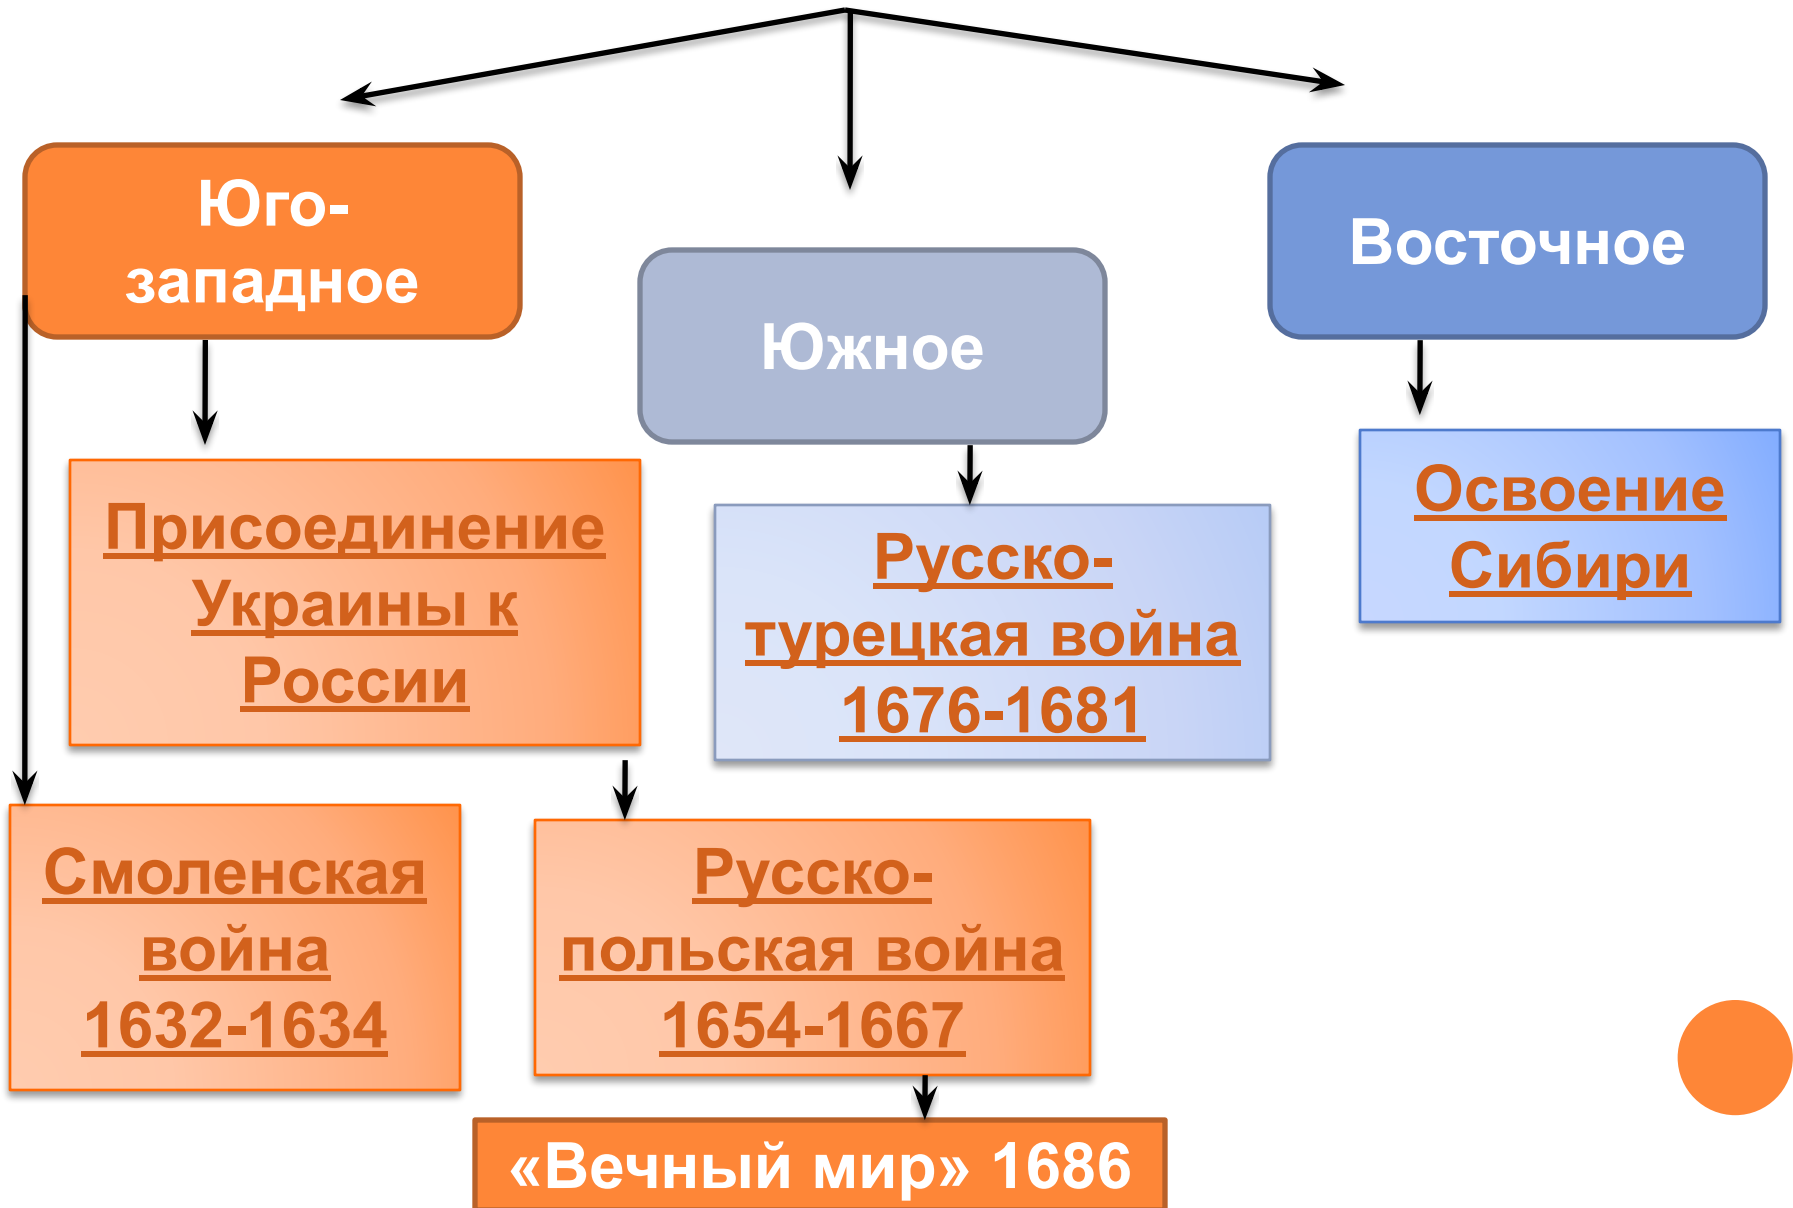 Юго-
западное
Южное
Восточное
Присоединение
Украины к
России
Русско-
турецкая война
1676-1681
Освоение
Сибири
Смоленская
война
1632-1634
Русско-
польская война
1654-1667
«Вечный мир» 1686